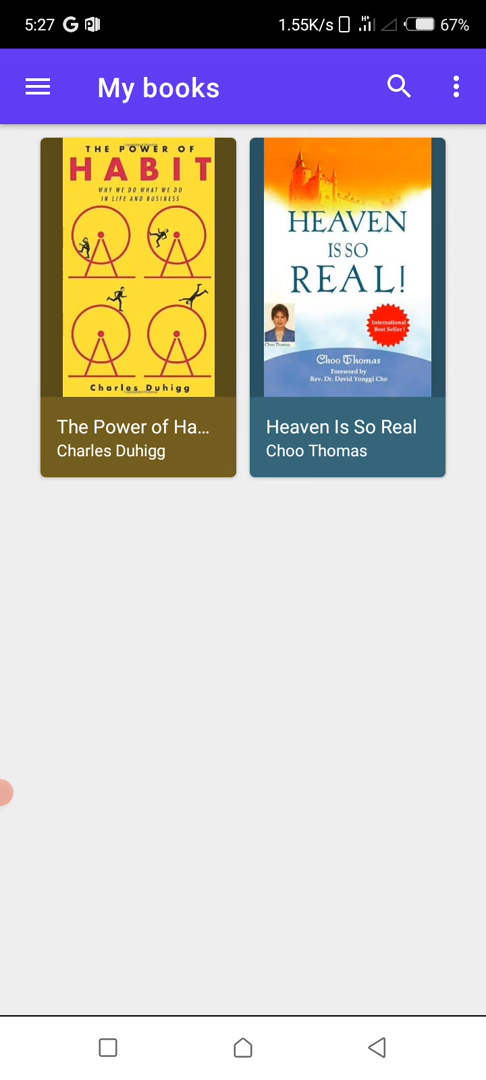 5:27
1.55K/s
67%
My books
THE POWER OF
HABIT
WHY WE DO WHAT WE DO
IN LIFE AND BUSINESS
Charles Duhigg
The Power of Ha...
Charles Duhigg
HEAVEN
IS SO
REAL!
International
Best Seller!
Choo Thomas
Choo Thomas
Foreword by
Rev. Dr. David Yonggi Cho
Heaven Is So Real
Choo Thomas